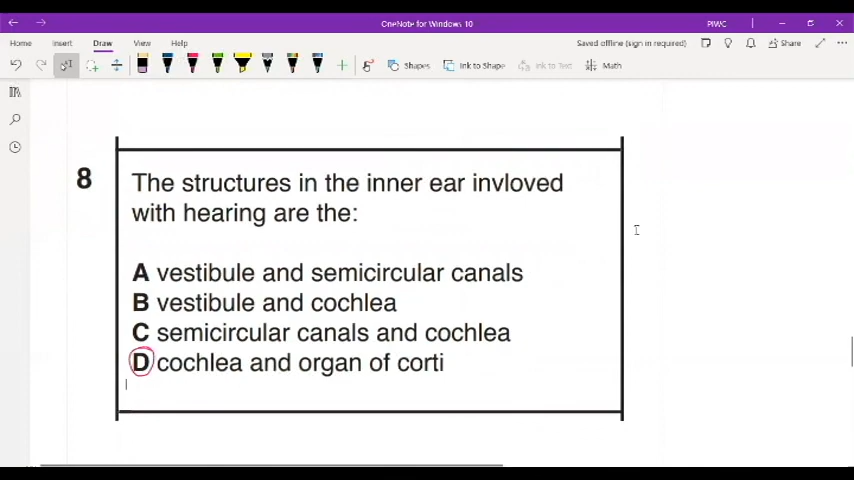 OneNote for Windows 10
PIWC
Home Insert Draw View Help
Saved offline (sign in required)
Share
Shapes
Ink to Shape
Ink to Text
Math
8
The structures in the inner ear invloved
with hearing are the:
A vestibule and semicircular canals
B vestibule and cochlea
C semicircular canals and cochlea
D cochlea and organ of corti